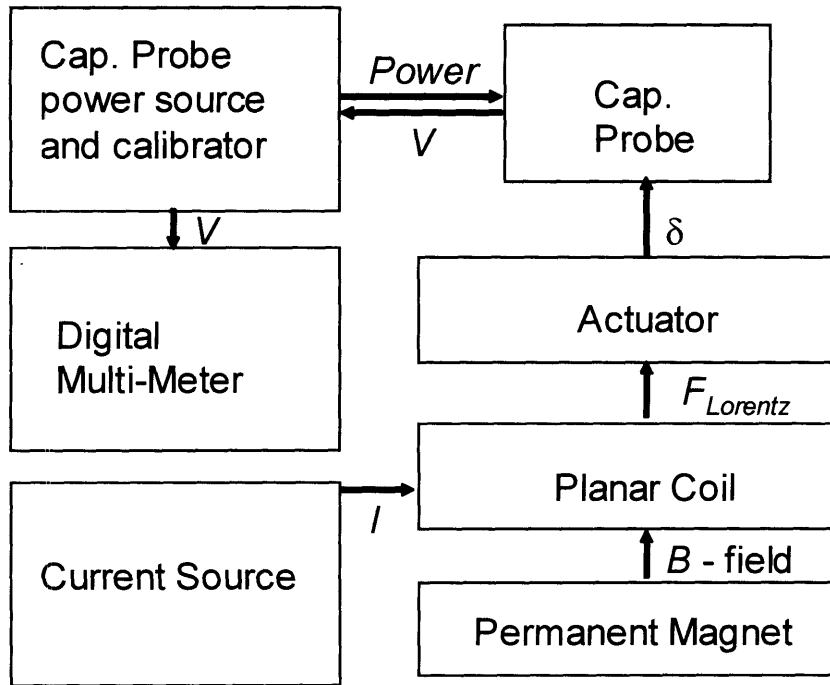 Cap. Probe
power source
and calibrator
Power
V
Cap.
Probe
V
δ
Digital
Multi-Meter
Actuator
F_Lorentz
Current Source
I
Planar Coil
B - field
Permanent Magnet